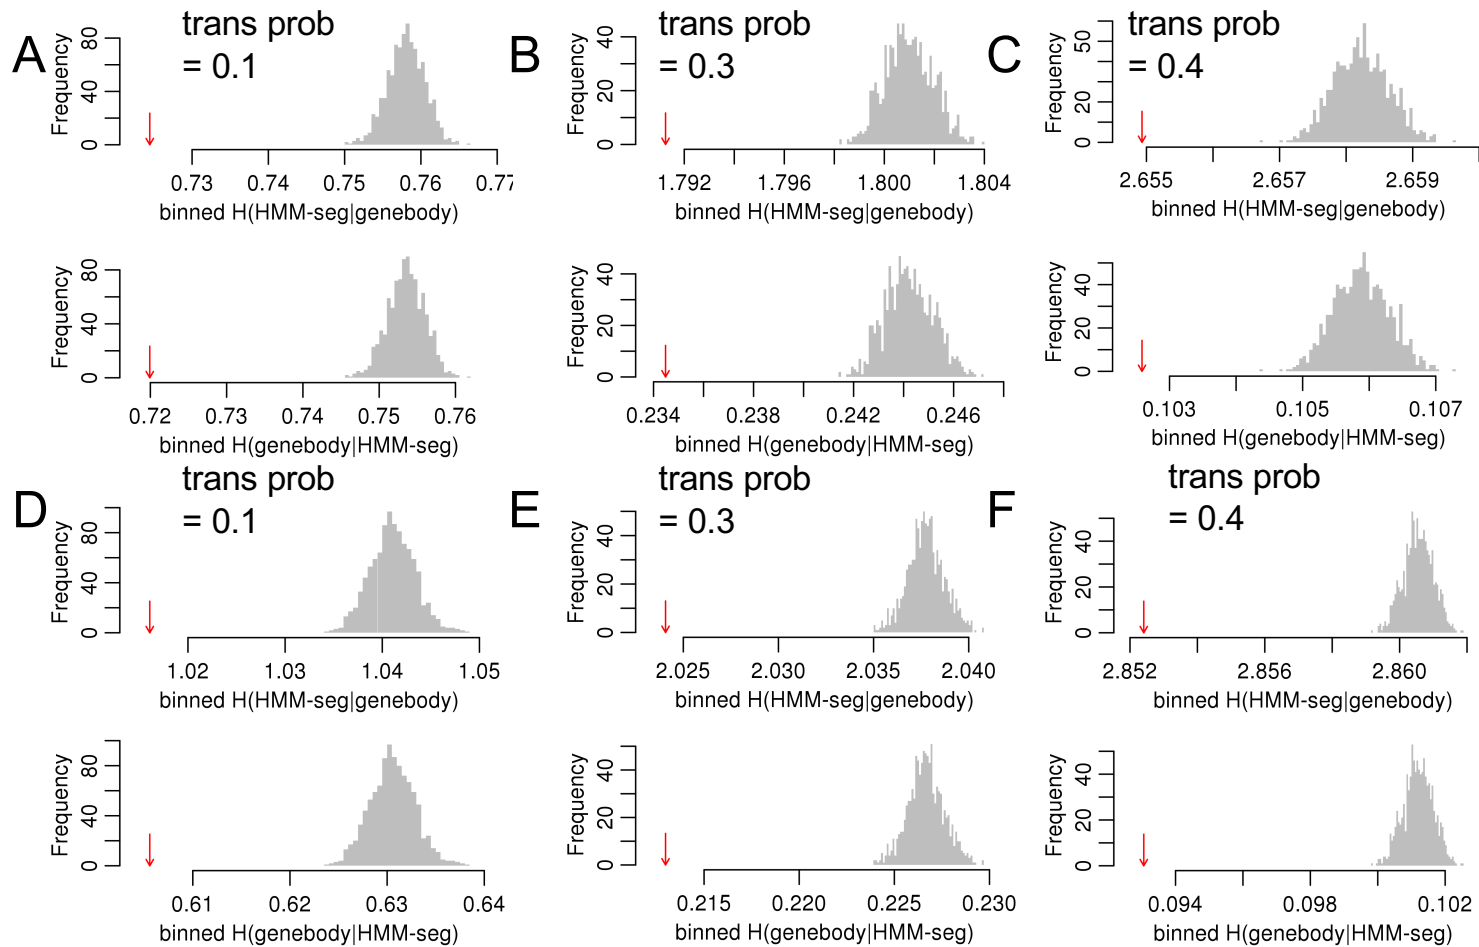 A
trans prob
= 0.1
Frequency
0 40 80
0.73 0.74 0.75 0.76 0.77
binned H(HMM-seg|genebody)
Frequency
0 40 80
0.72 0.73 0.74 0.75 0.76
binned H(genebody|HMM-seg)
B
trans prob
= 0.3
Frequency
0 20 40
1.792 1.796 1.800 1.804
binned H(HMM-seg|genebody)
Frequency
0 20 40
0.234 0.238 0.242 0.246
binned H(genebody|HMM-seg)
C
trans prob
= 0.4
Frequency
0 20 50
2.655 2.657 2.659
binned H(HMM-seg|genebody)
Frequency
0 20 40
0.103 0.105 0.107
binned H(genebody|HMM-seg)
D
trans prob
= 0.1
Frequency
0 40 80
1.02 1.03 1.04 1.05
binned H(HMM-seg|genebody)
Frequency
0 40 80
0.61 0.62 0.63 0.64
binned H(genebody|HMM-seg)
E
trans prob
= 0.3
Frequency
0 20 40
2.025 2.030 2.035 2.040
binned H(HMM-seg|genebody)
Frequency
0 20 40
0.215 0.220 0.225 0.230
binned H(genebody|HMM-seg)
F
trans prob
= 0.4
Frequency
0 20 40
2.852 2.856 2.860
binned H(HMM-seg|genebody)
Frequency
0 20 40
0.094 0.098 0.102
binned H(genebody|HMM-seg)